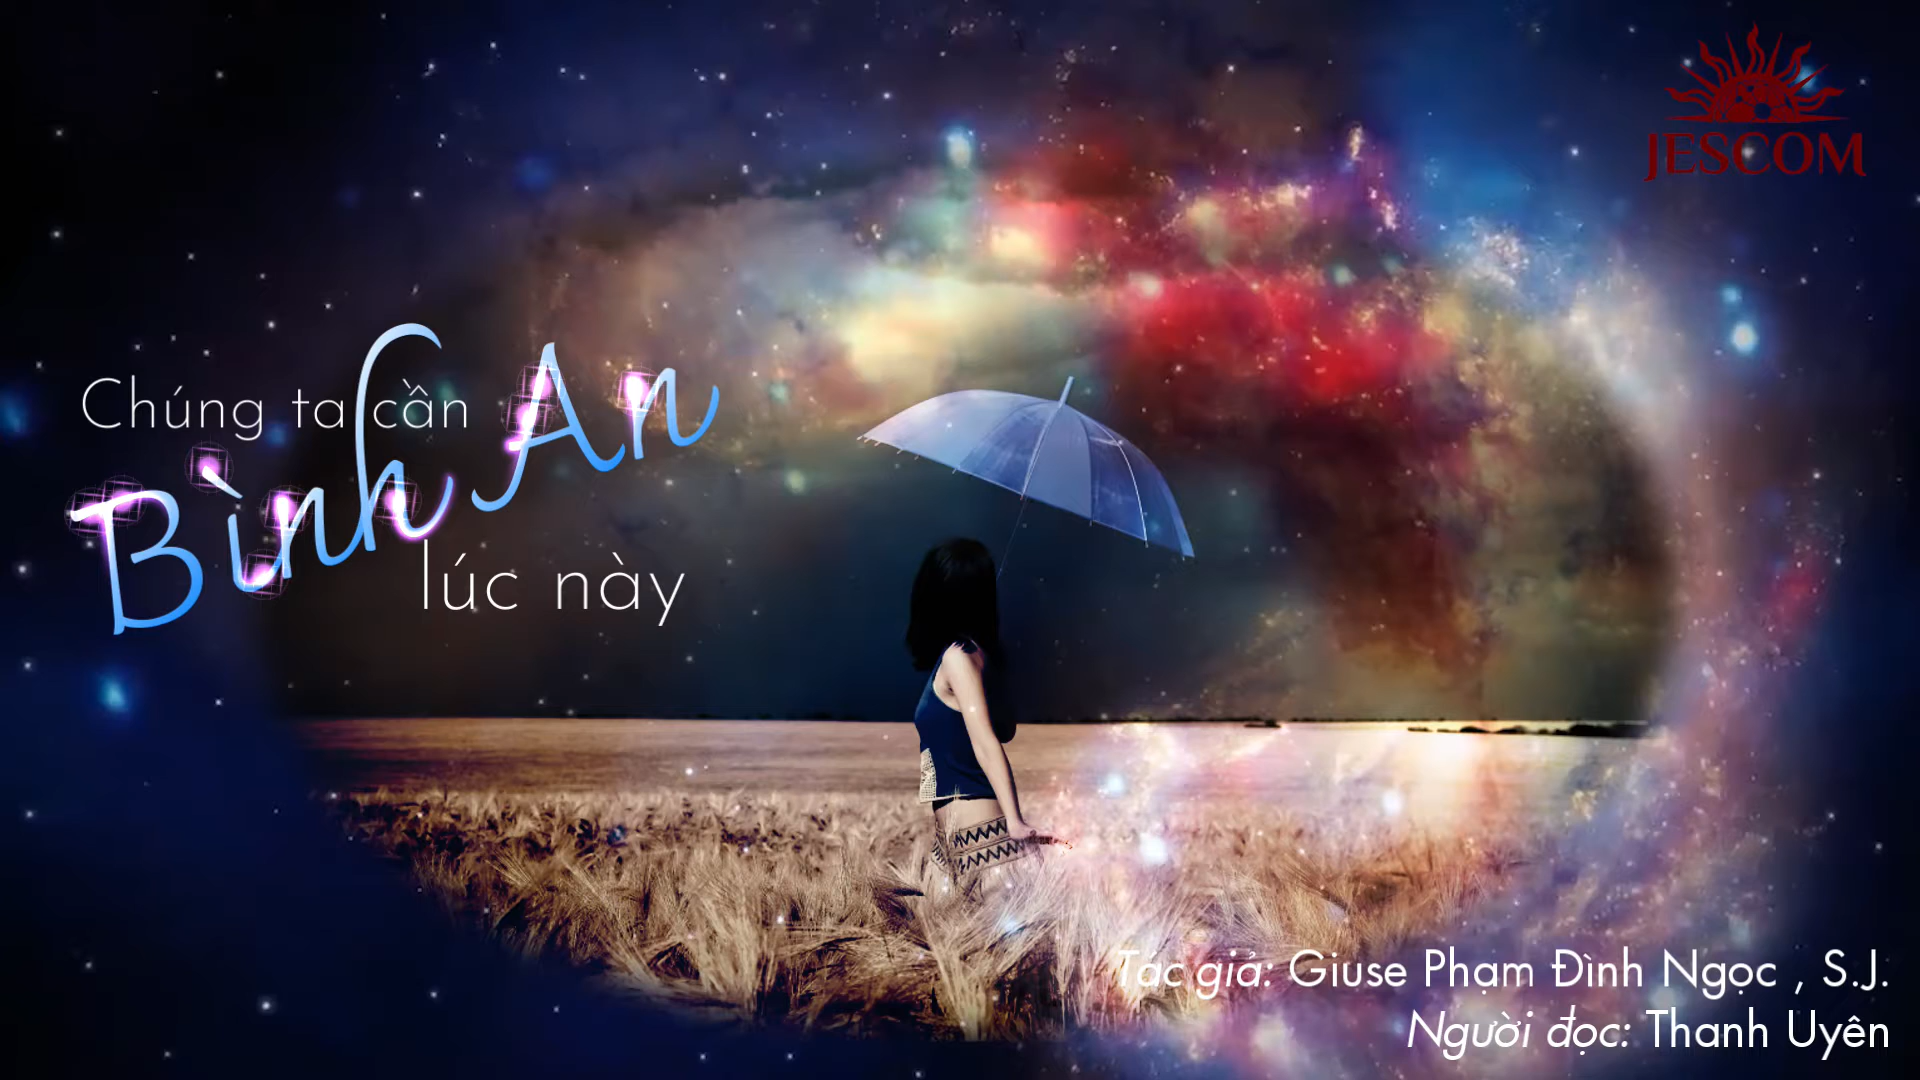 JESCOM
Chúng ta cần
Bình An
lúc này
Tác giả: Giuse Phạm Đình Ngọc , S.J.
Người đọc: Thanh Uyên